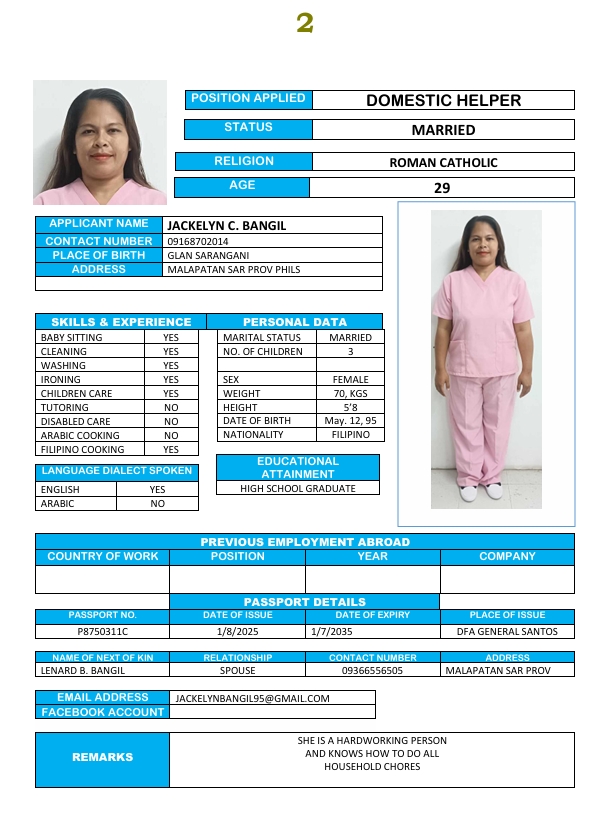 2
POSITION APPLIED DOMESTIC HELPER
STATUS MARRIED
RELIGION ROMAN CATHOLIC
AGE 29
APPLICANT NAME JACKELYN C. BANGIL
CONTACT NUMBER 09168702014
PLACE OF BIRTH GLAN SARANGANI
ADDRESS MALAPATAN SAR PROV PHILS
SKILLS & EXPERIENCE PERSONAL DATA
BABY SITTING YES MARITAL STATUS MARRIED
CLEANING YES NO. OF CHILDREN 3
WASHING YES
IRONING YES SEX FEMALE
CHILDREN CARE YES WEIGHT 70, KGS
TUTORING NO HEIGHT 5'8
DISABLED CARE NO DATE OF BIRTH May. 12, 95
ARABIC COOKING NO NATIONALITY FILIPINO
FILIPINO COOKING YES
LANGUAGE DIALECT SPOKEN
ENGLISH YES
ARABIC NO
EDUCATIONAL
ATTAINMENT
HIGH SCHOOL GRADUATE
PREVIOUS EMPLOYMENT ABROAD
COUNTRY OF WORK POSITION YEAR COMPANY
PASSPORT DETAILS
PASSPORT NO. DATE OF ISSUE DATE OF EXPIRY PLACE OF ISSUE
P8750311C 1/8/2025 1/7/2035 DFA GENERAL SANTOS
NAME OF NEXT OF KIN RELATIONSHIP CONTACT NUMBER ADDRESS
LENARD B. BANGIL SPOUSE 09366556505 MALAPATAN SAR PROV
EMAIL ADDRESS JACKELYNBANGIL95@GMAIL.COM
FACEBOOK ACCOUNT
REMARKS
SHE IS A HARDWORKING PERSON
AND KNOWS HOW TO DO ALL
HOUSEHOLD CHORES